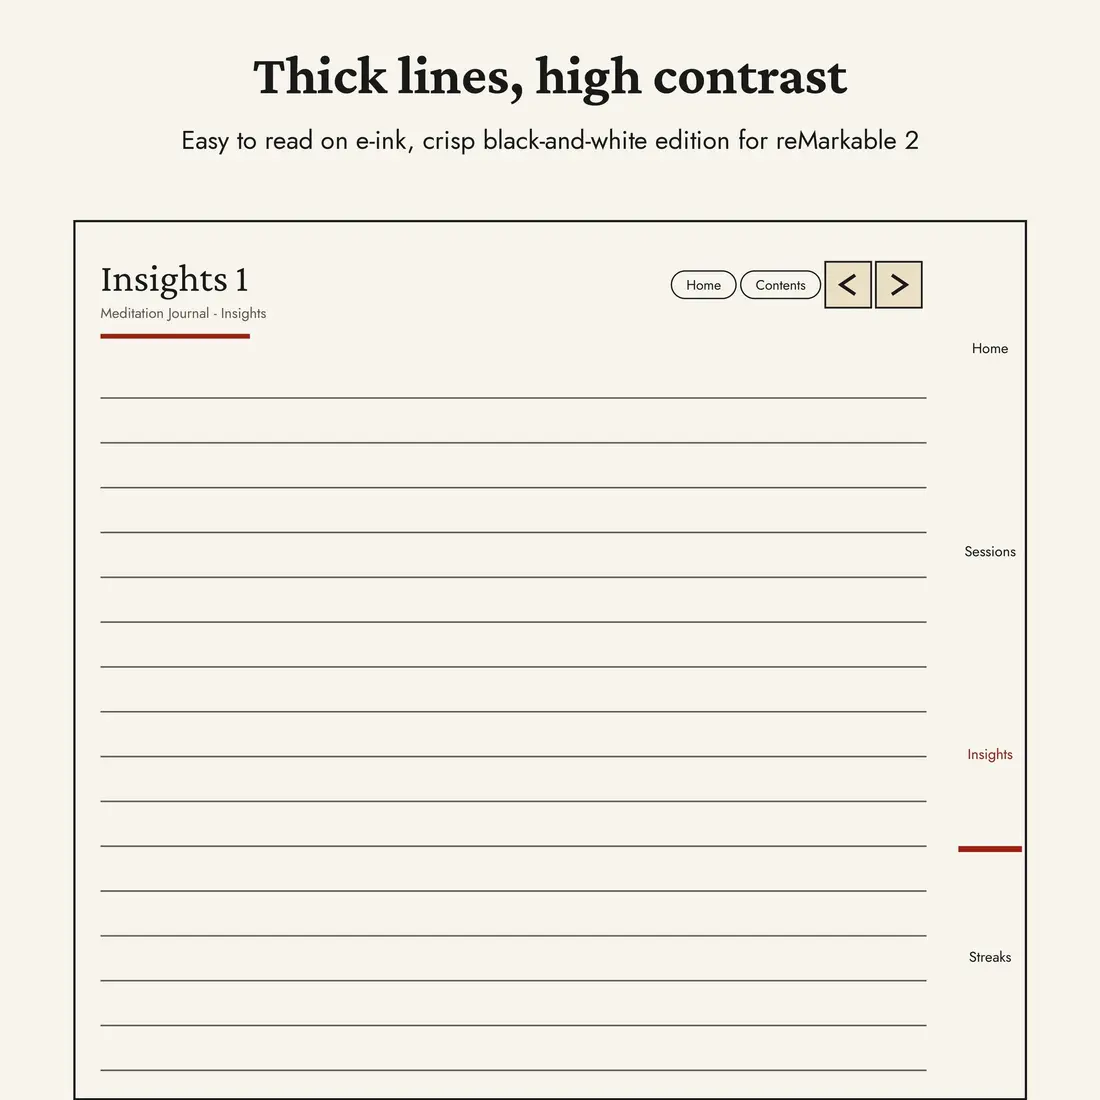 Thick lines, high contrast
Easy to read on e-ink, crisp black-and-white edition for reMarkable 2
Insights 1
Meditation Journal - Insights
Home
Contents
<
>
Home
Sessions
Insights
Streaks